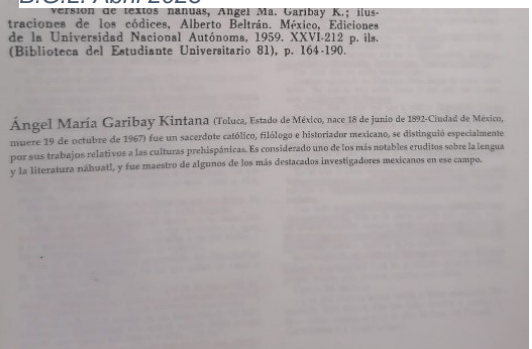 B.G.E. Abril 2023
versión de textos nahuas, Ángel Ma. Garibay K.; ilus-
traciones de los códices, Alberto Beltrán. México, Ediciones
de la Universidad Nacional Autónoma, 1959. XXVI-212 p. ils.
(Biblioteca del Estudiante Universitario 81), p. 164-190.
Ángel María Garibay Kintana (Toluca, Estado de México, nace 18 de junio de 1892-Ciudad de México,
muere 19 de octubre de 1967) fue un sacerdote católico, filólogo e historiador mexicano, se distinguió especialmente
por sus trabajos relativos a las culturas prehispánicas. Es considerado uno de los más notables eruditos sobre la lengua
y la literatura náhuatl, y fue maestro de algunos de los más destacados investigadores mexicanos en ese campo.